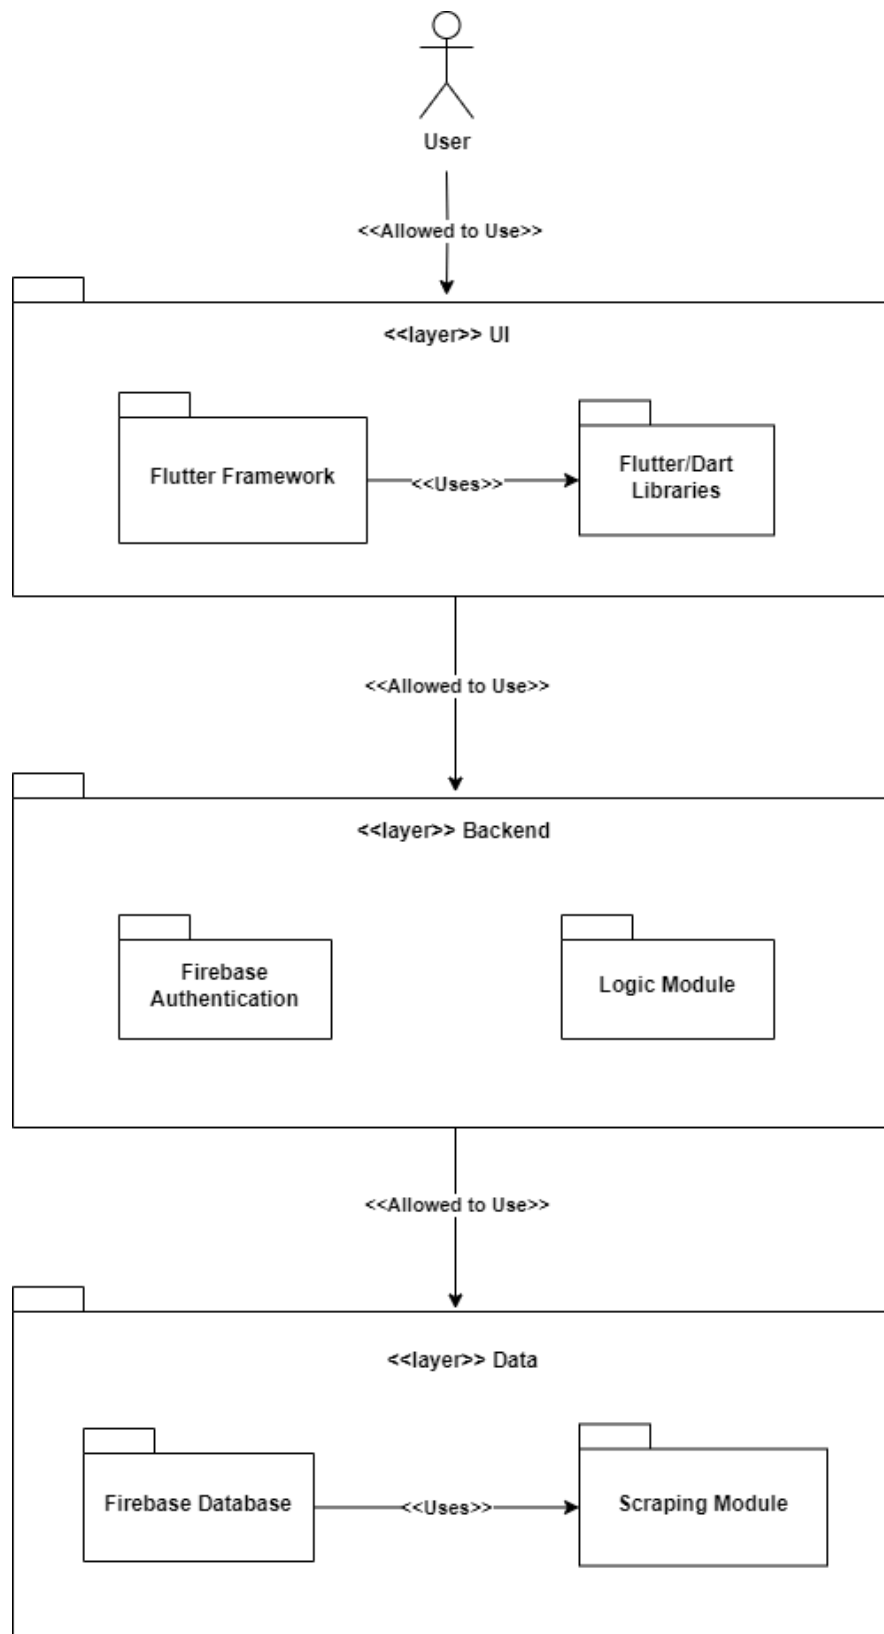 User
<<Allowed to Use>>
<<layer>> UI
Flutter Framework
<<Uses>>
Flutter/Dart
Libraries
<<Allowed to Use>>
<<layer>> Backend
Firebase
Authentication
Logic Module
<<Allowed to Use>>
<<layer>> Data
Firebase Database
<<Uses>>
Scraping Module